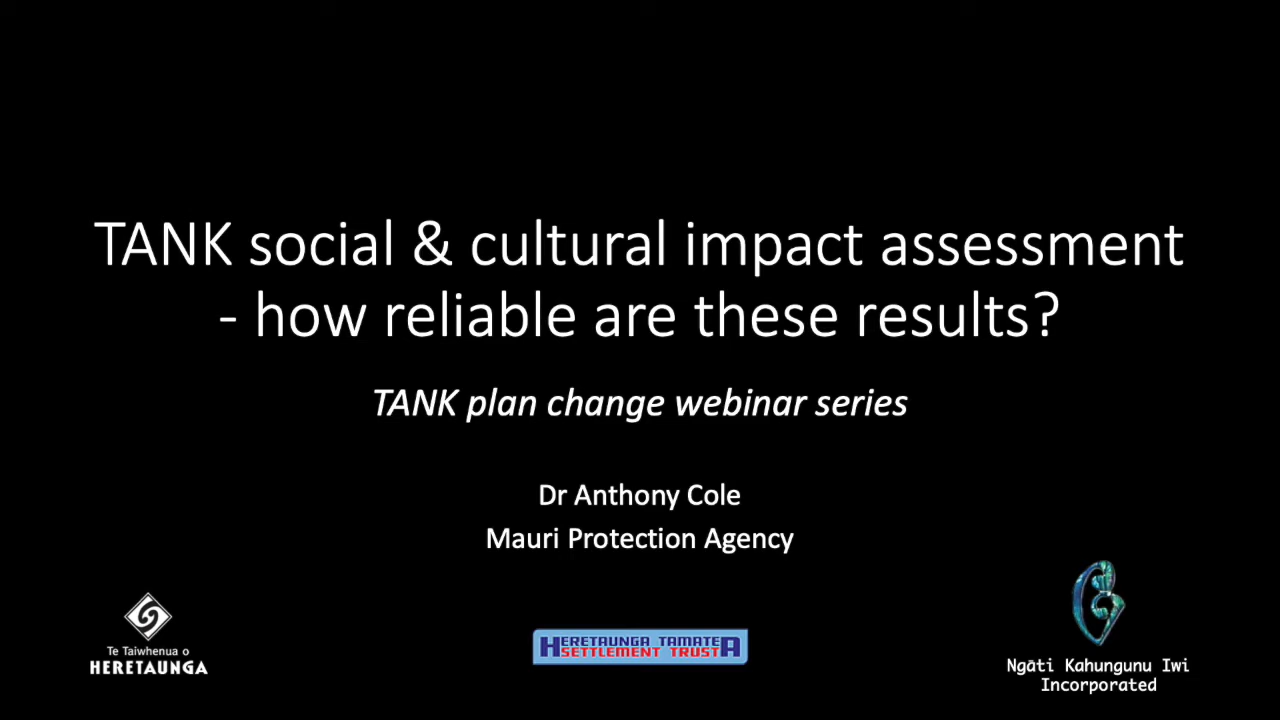 TANK social & cultural impact assessment
- how reliable are these results?
TANK plan change webinar series
Dr Anthony Cole
Mauri Protection Agency
Te Taiwhenua o
HERETAUNGA
HERETAUNGA TAMATEA
SETTLEMENT TRUST
Ngāti Kahungunu Iwi
Incorporated